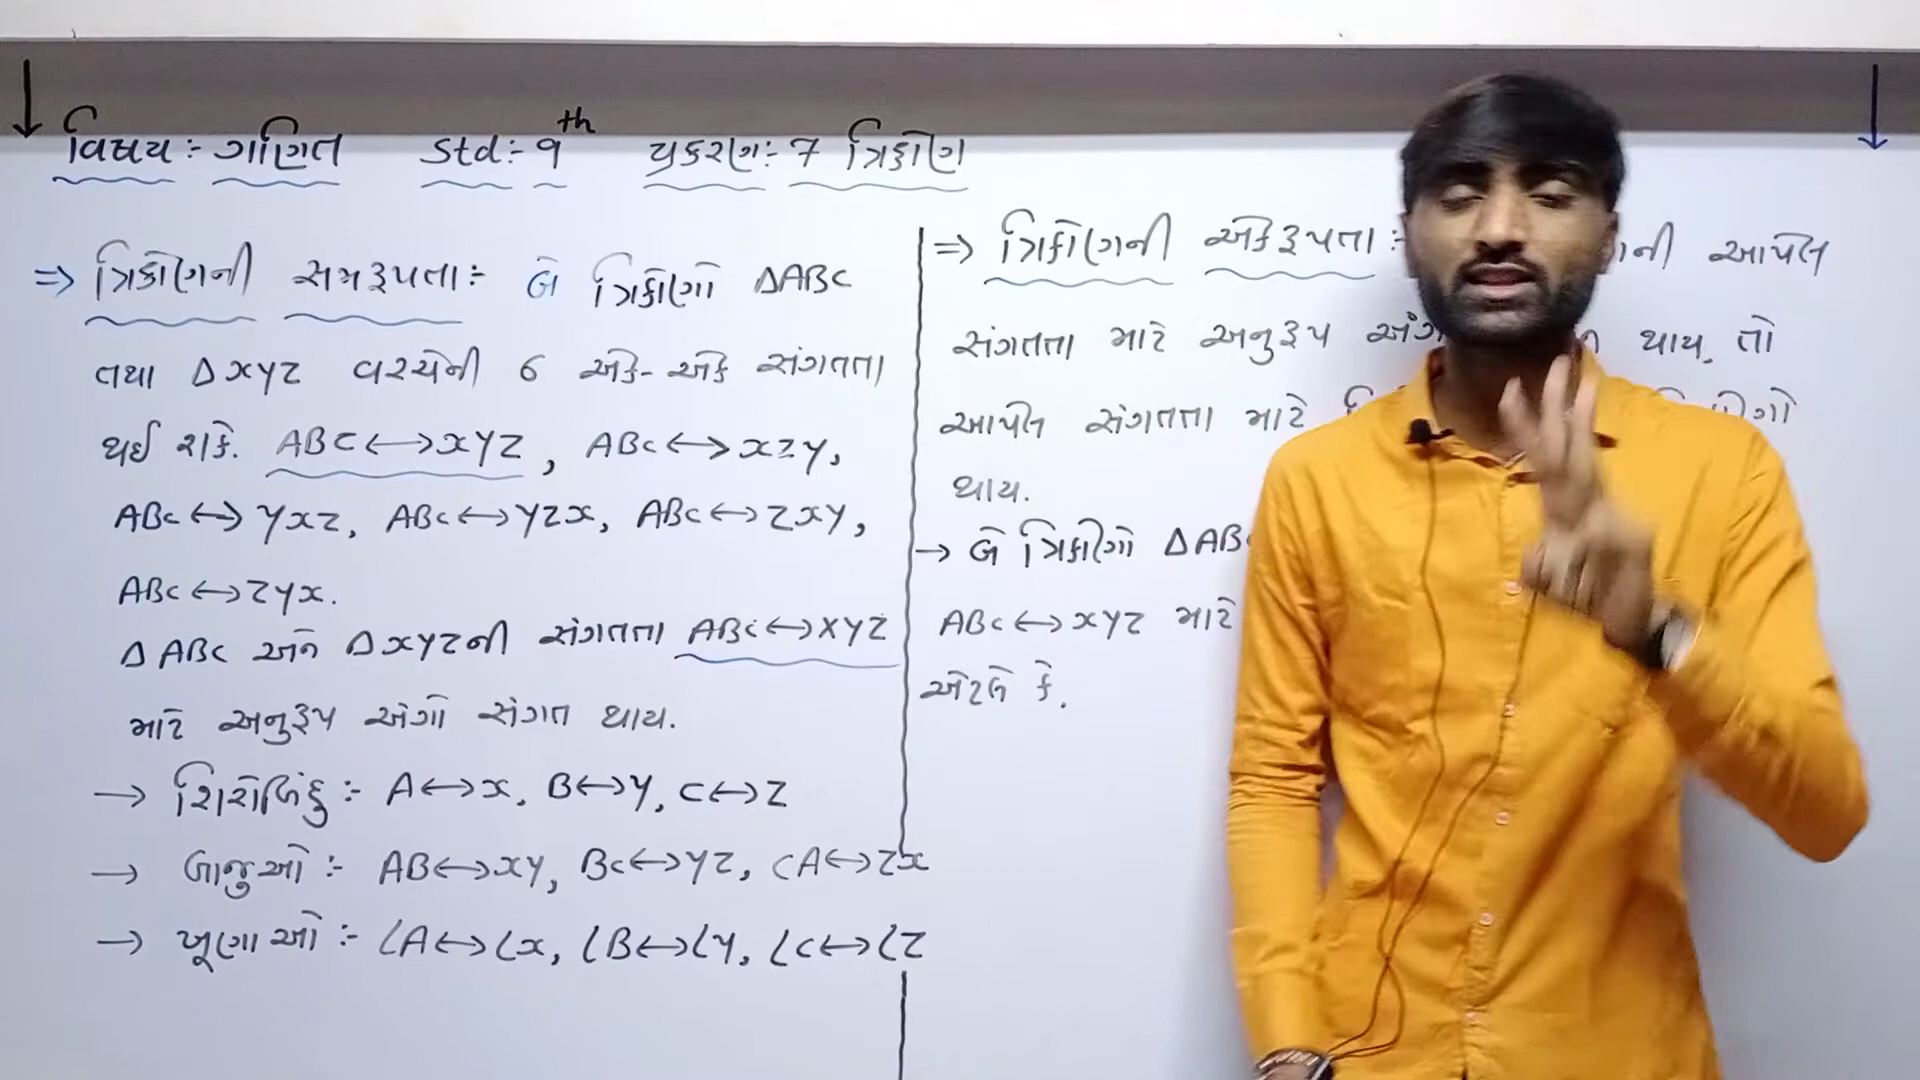 વિષય:- ગણિત Std:- 9th પ્રકરણ:- 7 ત્રિકોણ
=> ત્રિકોણની સમરૂપતા:- બે ત્રિકોણો ΔABC
તથા ΔXYZ વચ્ચેની 6 એક-એક સંગતતા
થઈ શકે. ABC↔XYZ, ABC↔XZY,
ABC↔YXZ, ABC↔YZX, ABC↔ZXY,
ABC↔ZYX.
ΔABC અને ΔXYZની સંગતતા ABC↔XYZ
માટે અનુરૂપ અંગો સંગત થાય.
→ શિરોબિંદુ:- A↔X, B↔Y, C↔Z
→ બાજુઓ:- AB↔XY, BC↔YZ, CA↔ZX
→ ખૂણાઓ:- ∠A↔∠X, ∠B↔∠Y, ∠C↔∠Z
=> ત્રિકોણની એકરૂપતા:- આપેલ
સંગતતા માટે અનુરૂપ થાય, તો
આપેલ સંગતતા માટે
થાય.
→ બે ત્રિકોણો ΔAB
ABC↔XYZ માટે
એટલે કે.